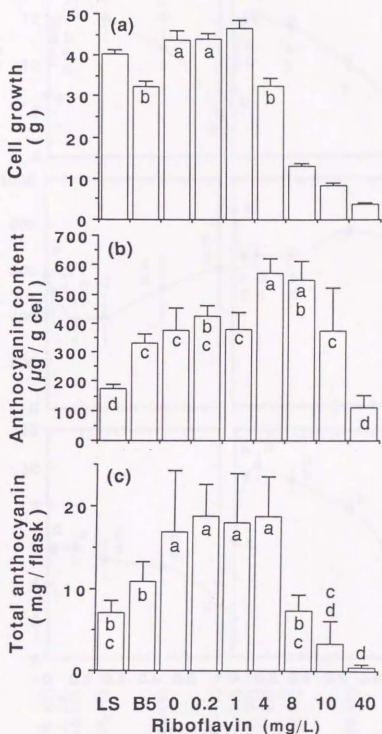 (a)
Cell growth
(g)
50
40
30
20
10
0
b
a
a
b
(b)
Anthocyanin content
(µg / g cell)
700
600
500
400
300
200
100
0
d
c
c
b
c
c
a
a
b
c
d
(c)
Total anthocyanin
(mg / flask)
20
10
0
b
c
b
a
a
a
a
b
c
c
d
d
LS B5 0 0.2 1 4 8 10 40
Riboflavin (mg/L)